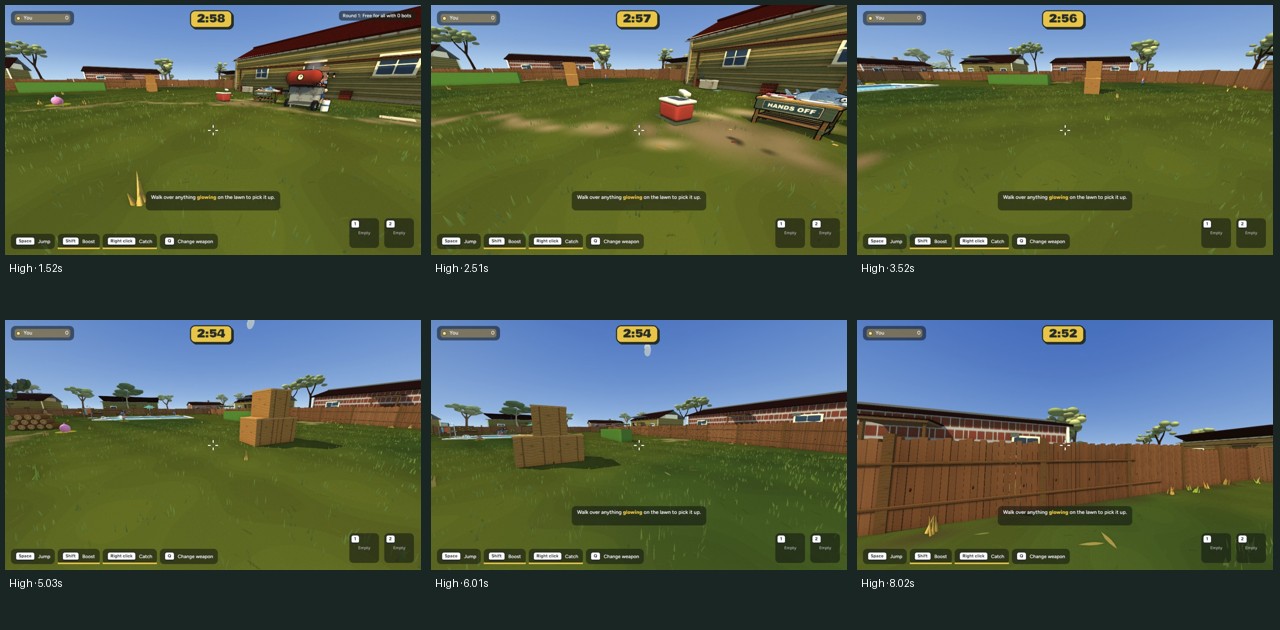 You 0
2:58
Round 1: Free for all with 0 bots
Walk over anything glowing on the lawn to pick it up.
1 Empty
2 Empty
Space Jump
Shift Boost
Right click Catch
Q Change weapon
High · 1.52s
You 0
2:57
HANDS OFF
Walk over anything glowing on the lawn to pick it up.
1 Empty
2 Empty
Space Jump
Shift Boost
Right click Catch
Q Change weapon
High · 2.51s
You 0
2:56
Walk over anything glowing on the lawn to pick it up.
1 Empty
2 Empty
Space Jump
Shift Boost
Right click Catch
Q Change weapon
High · 3.52s
You 0
2:54
1 Empty
2 Empty
Space Jump
Shift Boost
Right click Catch
Q Change weapon
High · 5.03s
You 0
2:54
Walk over anything glowing on the lawn to pick it up.
1 Empty
2 Empty
Space Jump
Shift Boost
Right click Catch
Q Change weapon
High · 6.01s
You 0
2:52
Walk over anything glowing on the lawn to pick it up.
1 Empty
2 Empty
Space Jump
Shift Boost
Right click Catch
Q Change weapon
High · 8.02s